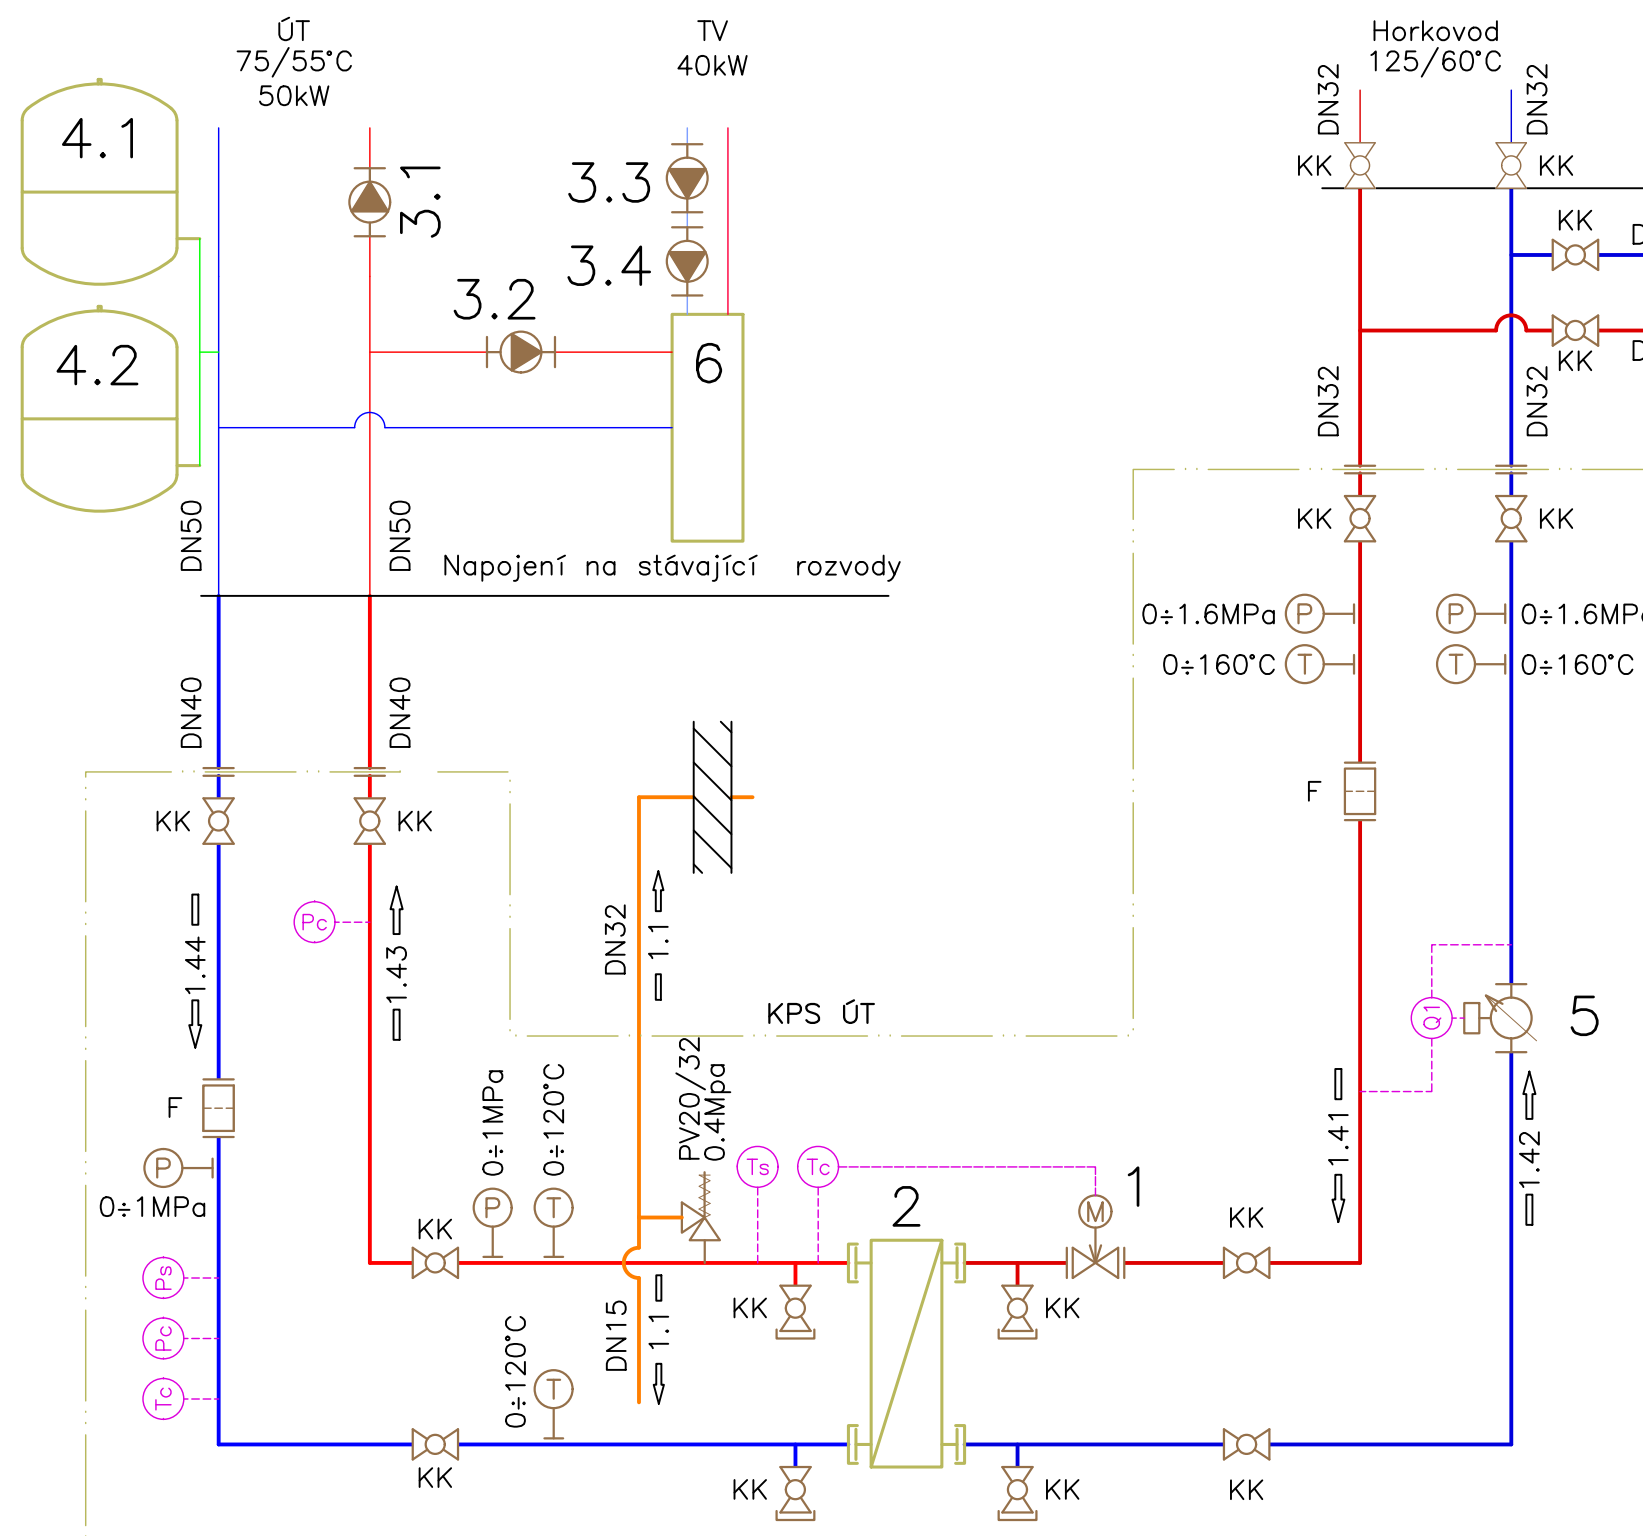 ÚT
75/55°C
50kW
TV
40kW
Horkovod
125/60°C
DN32
DN32
KK
KK
4.1
3.1
3.3
3.4
3.2
4.2
6
KK
D
KK
D
DN32
DN32
DN50
DN50
Napojení na stávající rozvody
KK
KK
0÷1.6MPa
P
P
0÷1.6MPa
0÷160°C
T
T
0÷160°C
DN40
DN40
F
KK
KK
Pc
1.44
1.43
DN32
1.1
KPS ÚT
Q1
5
F
P
0÷1MPa
0÷1MPa
0÷120°C
PV20/32
0.4Mpa
Ts
Tc
1
1.41
1.42
P
T
M
2
KK
KK
Ps
Pc
Tc
DN15
1.1
KK
KK
0÷120°C
T
KK
KK
KK
KK